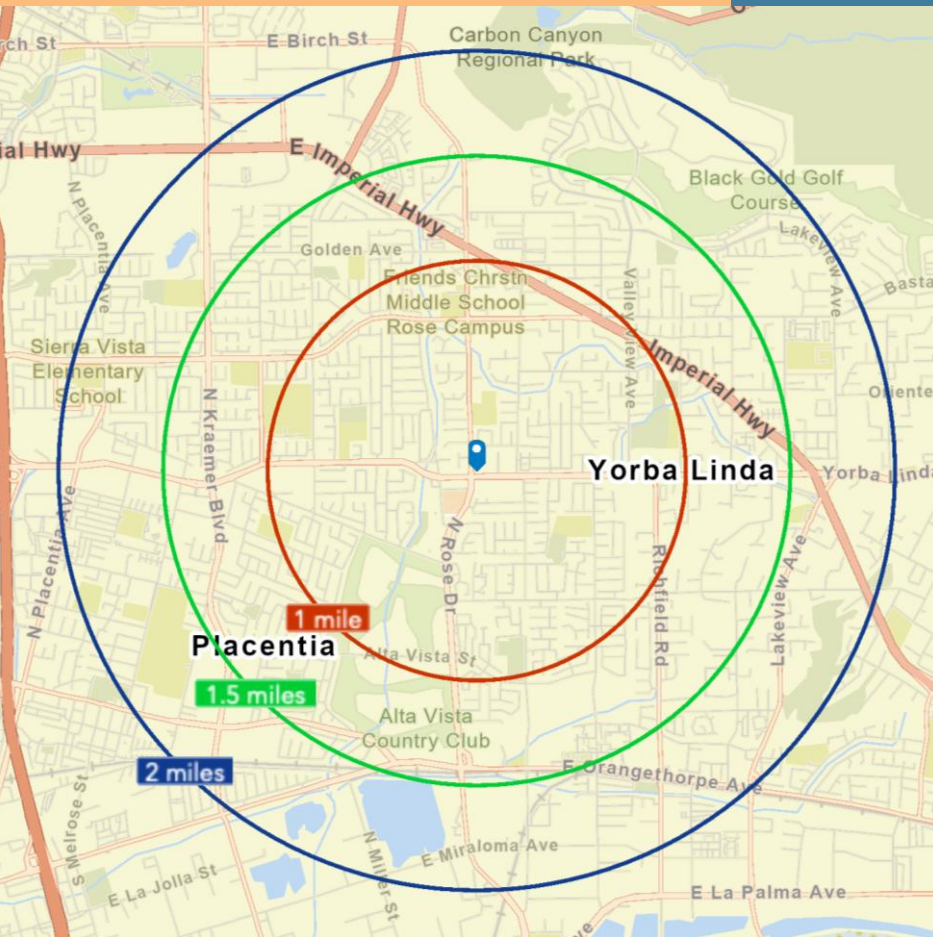 rch St
E Birch St
Carbon Canyon
Regional Park
ial Hwy
E Imperial Hwy
N Placentia Ave
Black Gold Golf
Course
Lakeview Ave
Golden Ave
Friends Chrstn
Middle School
Rose Campus
Valley View Ave
Basta
Sierra Vista
Elementary
School
Imperial Hwy
Oriente
N Kraemer Blvd
Yorba Linda
Yorba Linda
N Placentia Ave
N Rose Dr
Richfield Rd
Lakeview Ave
1 mile
Placentia
Alta Vista St
1.5 miles
Alta Vista
Country Club
2 miles
E Orangethorpe Ave
S Melrose St
N Miller St
E Miraloma Ave
E La Jolla St
E La Palma Ave
ve